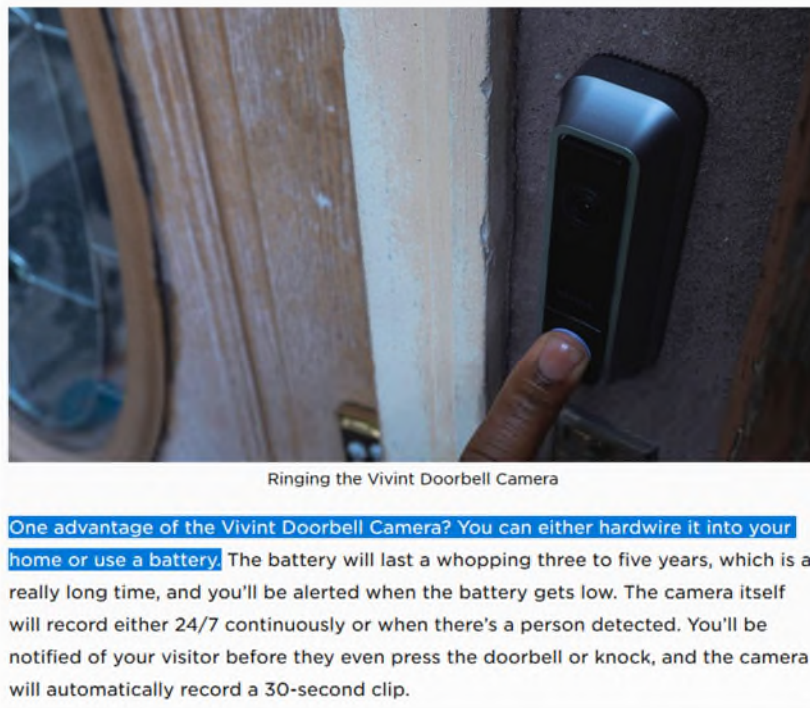 Ringing the Vivint Doorbell Camera
One advantage of the Vivint Doorbell Camera? You can either hardwire it into your
home or use a battery. The battery will last a whopping three to five years, which is a
really long time, and you'll be alerted when the battery gets low. The camera itself
will record either 24/7 continuously or when there's a person detected. You'll be
notified of your visitor before they even press the doorbell or knock, and the camera
will automatically record a 30-second clip.